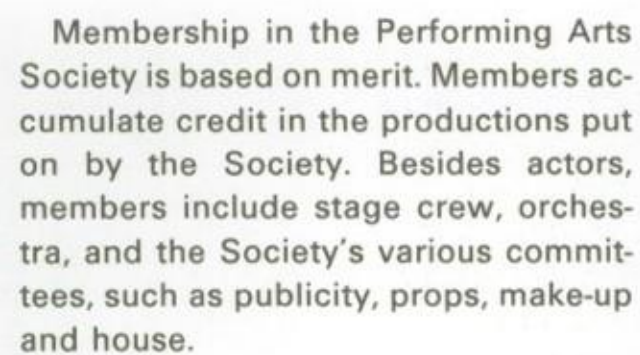 Membership in the Performing Arts
Society is based on merit. Members ac-
cumulate credit in the productions put
on by the Society. Besides actors,
members include stage crew, orches-
tra, and the Society's various commit-
tees, such as publicity, props, make-up
and house.